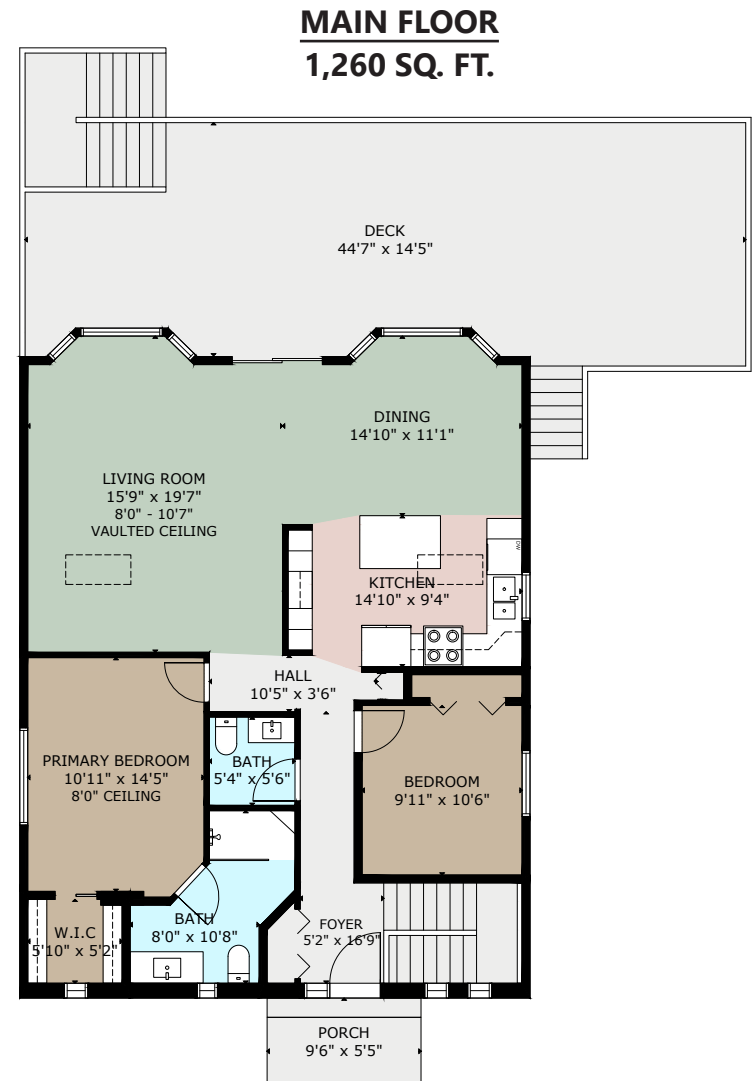 MAIN FLOOR
1,260 SQ. FT.
DECK
44'7" x 14'5"
DINING
14'10" x 11'1"
LIVING ROOM
15'9" x 19'7"
8'0" - 10'7"
VAULTED CEILING
DW
KITCHEN
14'10" x 9'4"
HALL
10'5" x 3'6"
PRIMARY BEDROOM
10'11" x 14'5"
8'0" CEILING
BATH
5'4" x 5'6"
BEDROOM
9'11" x 10'6"
W.I.C
5'10" x 5'2"
BATH
8'0" x 10'8"
FOYER
5'2" x 16'9"
PORCH
9'6" x 5'5"